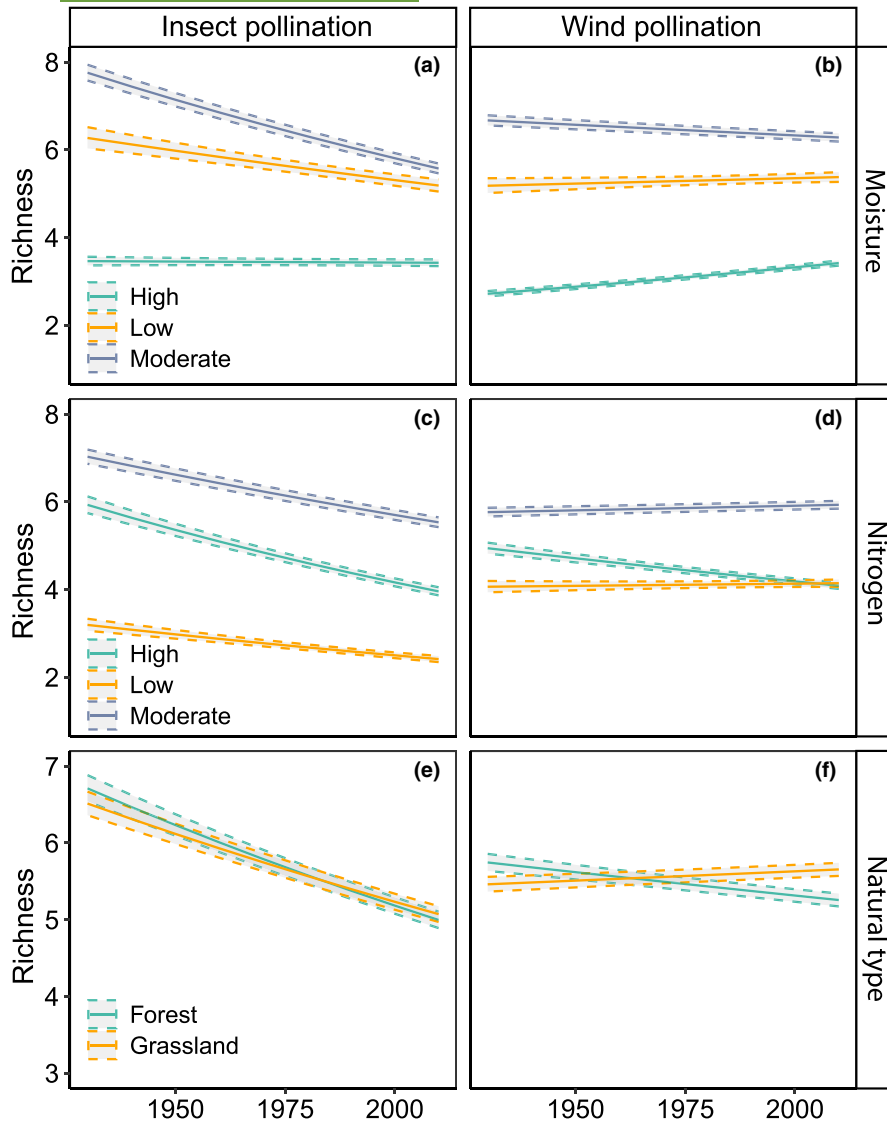 Insect pollination
Wind pollination
(a)
(b)
8
6
4
2
Richness
High
Low
Moderate
Moisture
(c)
(d)
8
6
4
2
Richness
High
Low
Moderate
Nitrogen
(e)
(f)
7
6
5
4
3
Richness
Forest
Grassland
Natural type
1950
1975
2000
1950
1975
2000